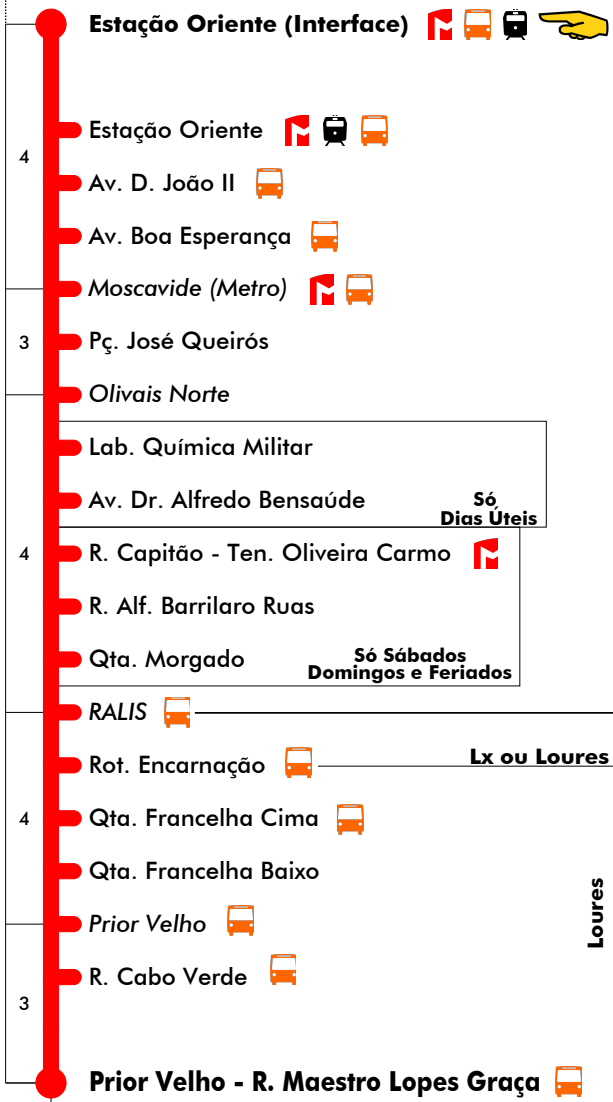 Estação Oriente (Interface)
Estação Oriente
4
Av. D. João II
Av. Boa Esperança
Moscavide (Metro)
3
Pç. José Queirós
Olivais Norte
Lab. Química Militar
Av. Dr. Alfredo Bensaúde
Só
Dias Úteis
4
R. Capitão - Ten. Oliveira Carmo
R. Alf. Barrilaro Ruas
Qta. Morgado
Só Sábados
Domingos e Feriados
RALIS
Rot. Encarnação
Lx ou Loures
4
Qta. Francelha Cima
Qta. Francelha Baixo
Loures
Prior Velho
R. Cabo Verde
3
Prior Velho - R. Maestro Lopes Graça